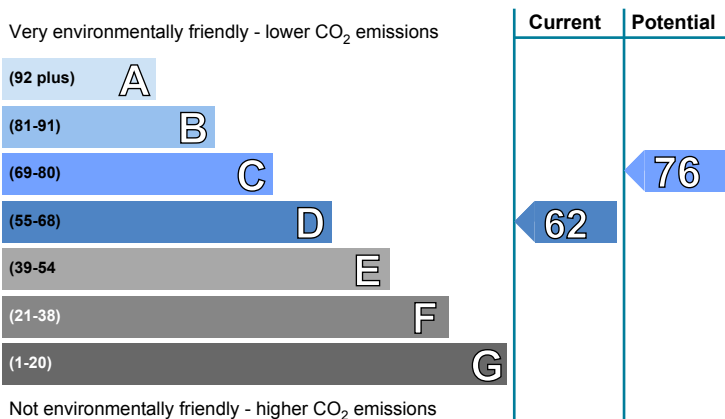 Current Potential
Very environmentally friendly - lower CO2 emissions
(92 plus) A
(81-91) B
(69-80) C 76
(55-68) D 62
(39-54 E
(21-38) F
(1-20) G
Not environmentally friendly - higher CO2 emissions